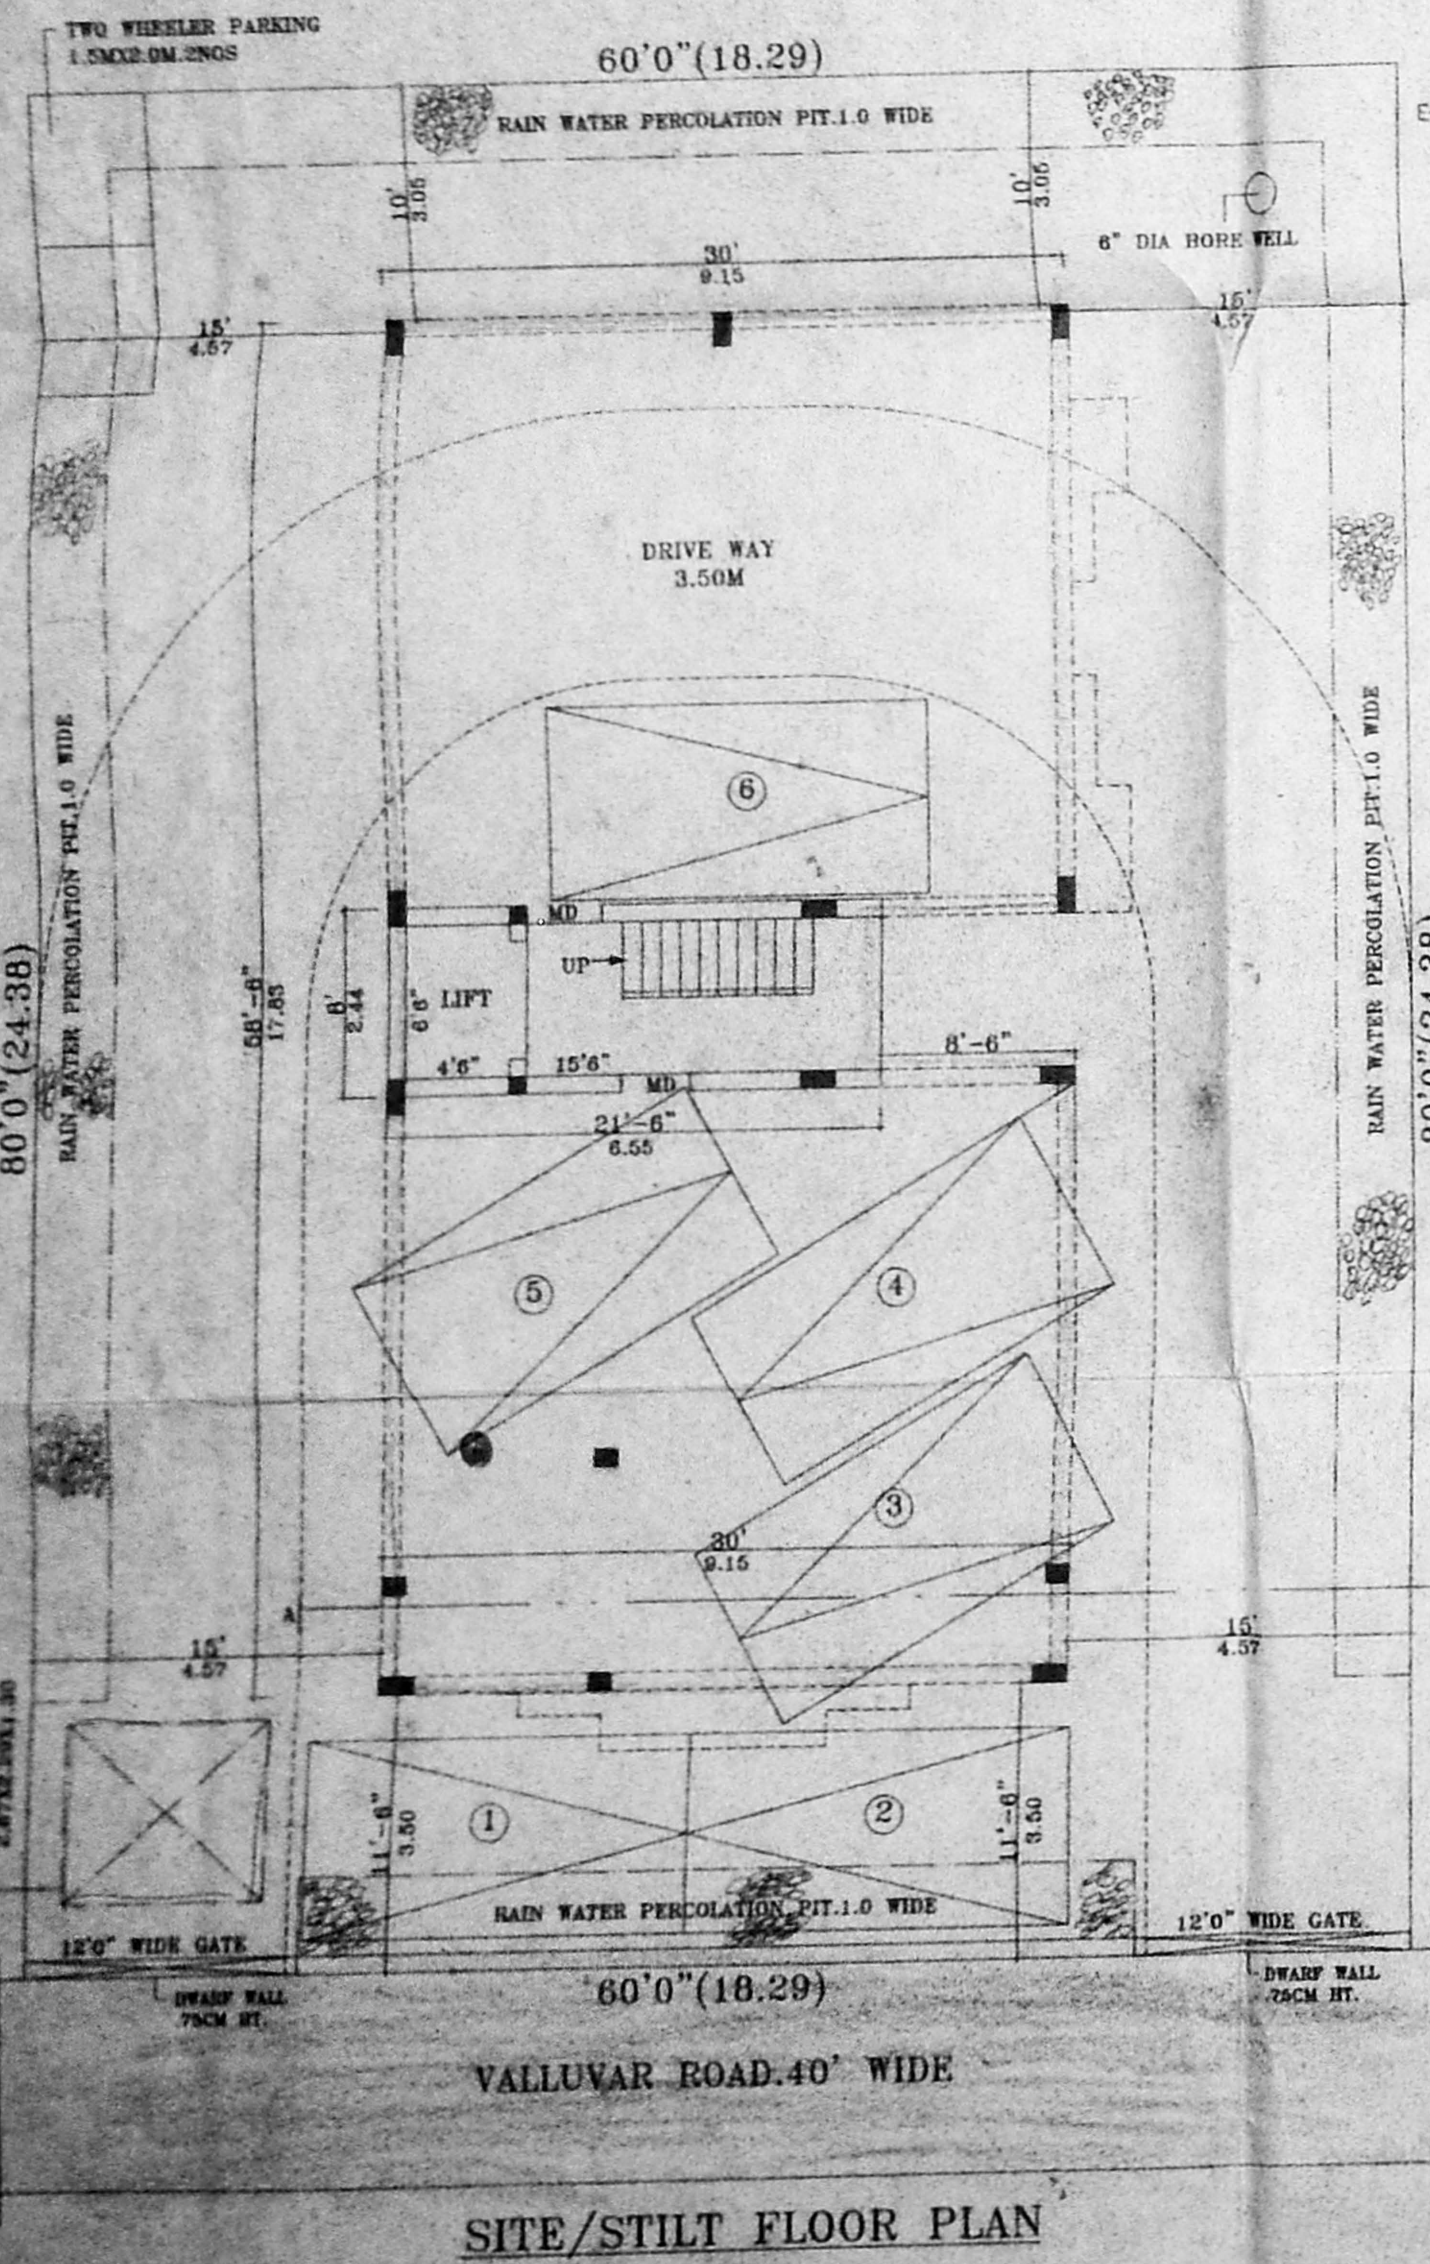 TWO WHEELER PARKING
1.5MX2.0M.2NOS
60'0"(18.29)
RAIN WATER PERCOLATION PIT.1.0 WIDE
10'
3.05
10'
3.05
6" DIA BORE WELL
30'
9.15
15'
4.57
15'
4.57
DRIVE WAY
3.50M
6
RAIN WATER PERCOLATION PIT.1.0 WIDE
RAIN WATER PERCOLATION PIT.1.0 WIDE
80'0"(24.38)
58'-6"
17.83
8'
2.44
6'6"
LIFT
MD
UP
4'6"
15'6"
MD
8'-6"
21'-6"
6.55
5
4
3
30'
9.15
A
15'
4.57
15'
4.57
1
2
11'-6"
3.50
11'-6"
3.50
RAIN WATER PERCOLATION PIT.1.0 WIDE
12'0" WIDE GATE
12'0" WIDE GATE
DWARF WALL
75CM HT.
DWARF WALL
.75CM HT.
60'0"(18.29)
VALLUVAR ROAD.40' WIDE
SITE/STILT FLOOR PLAN